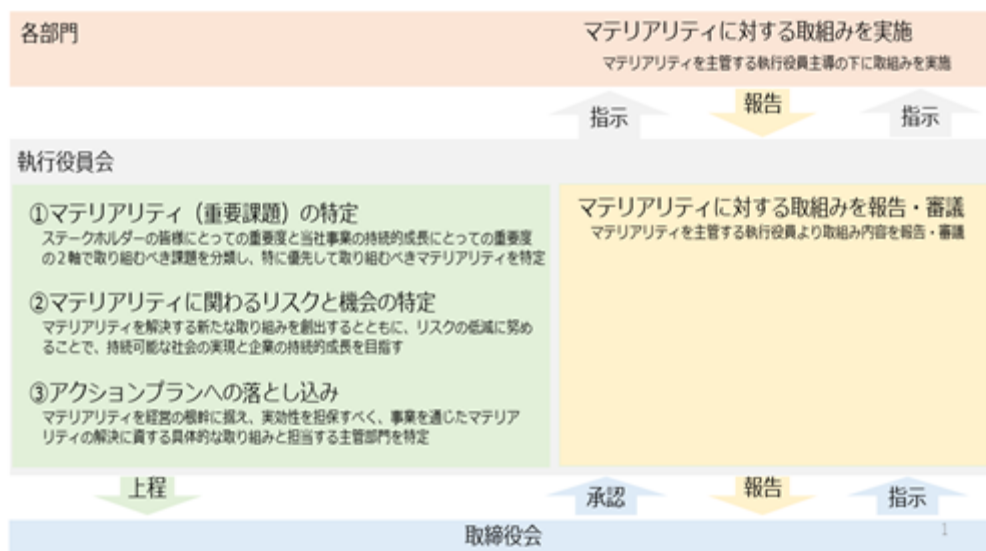 各部門
マテリアリティに対する取組みを実施
マテリアリティを主管する執行役員主導の下に取組みを実施
指示
報告
指示
執行役員会
①マテリアリティ（重要課題）の特定
ステークホルダーの皆様にとっての重要度と当社事業の持続的成長にとっての重要度
の２軸で取り組むべき課題を分類し、特に優先して取り組むべきマテリアリティを特定
②マテリアリティに関わるリスクと機会の特定
マテリアリティを解決する新たな取り組みを創出するとともに、リスクの低減に努め
ることで、持続可能な社会の実現と企業の持続的成長を目指す
③アクションプランへの落とし込み
マテリアリティを経営の根幹に据え、実効性を担保すべく、事業を通じたマテリア
リティの解決に資する具体的な取り組みと担当する主管部門を特定
マテリアリティに対する取組みを報告・審議
マテリアリティを主管する執行役員より取組み内容を報告・審議
上程
承認
報告
指示
取締役会
1